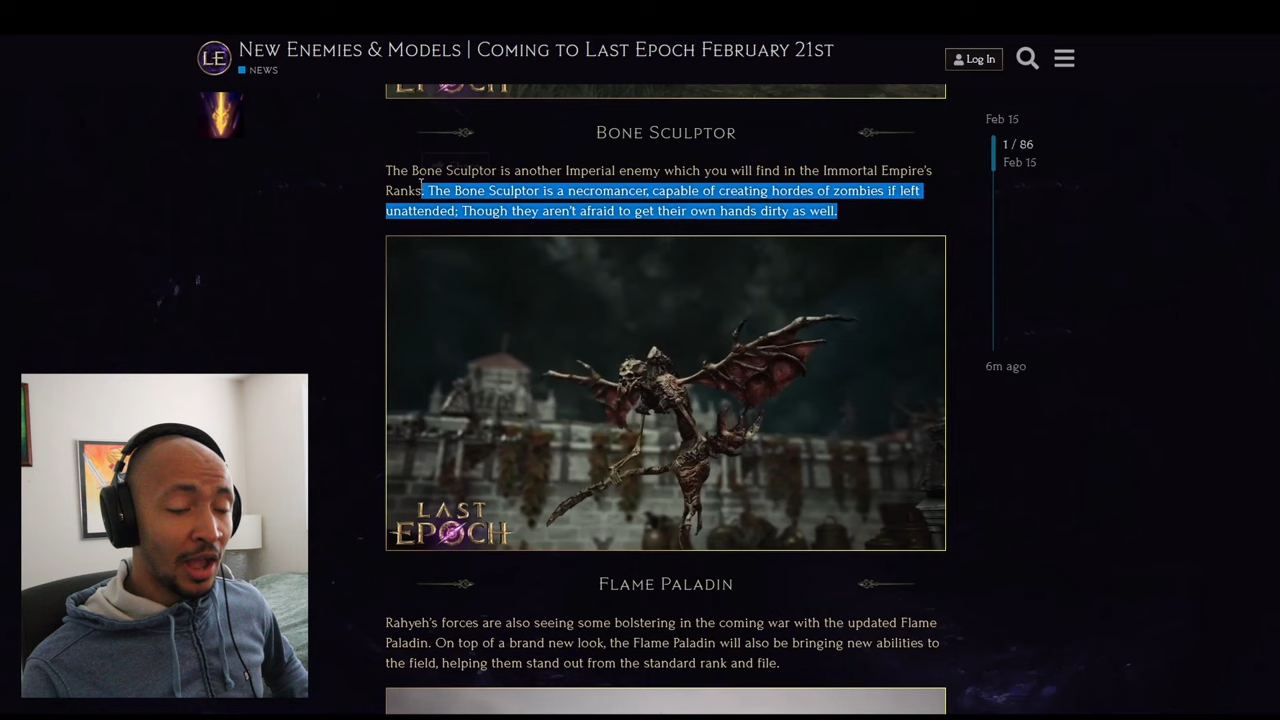 LE
New Enemies & Models | Coming to Last Epoch February 21st
NEWS
Log In
EPOCH
Bone Sculptor
The Bone Sculptor is another Imperial enemy which you will find in the Immortal Empire's
Ranks. The Bone Sculptor is a necromancer, capable of creating hordes of zombies if left
unattended; Though they aren't afraid to get their own hands dirty as well.
Feb 15
1 / 86
Feb 15
6m ago
LAST
EPOCH
Flame Paladin
Rahyeh's forces are also seeing some bolstering in the coming war with the updated Flame
Paladin. On top of a brand new look, the Flame Paladin will also be bringing new abilities to
the field, helping them stand out from the standard rank and file.